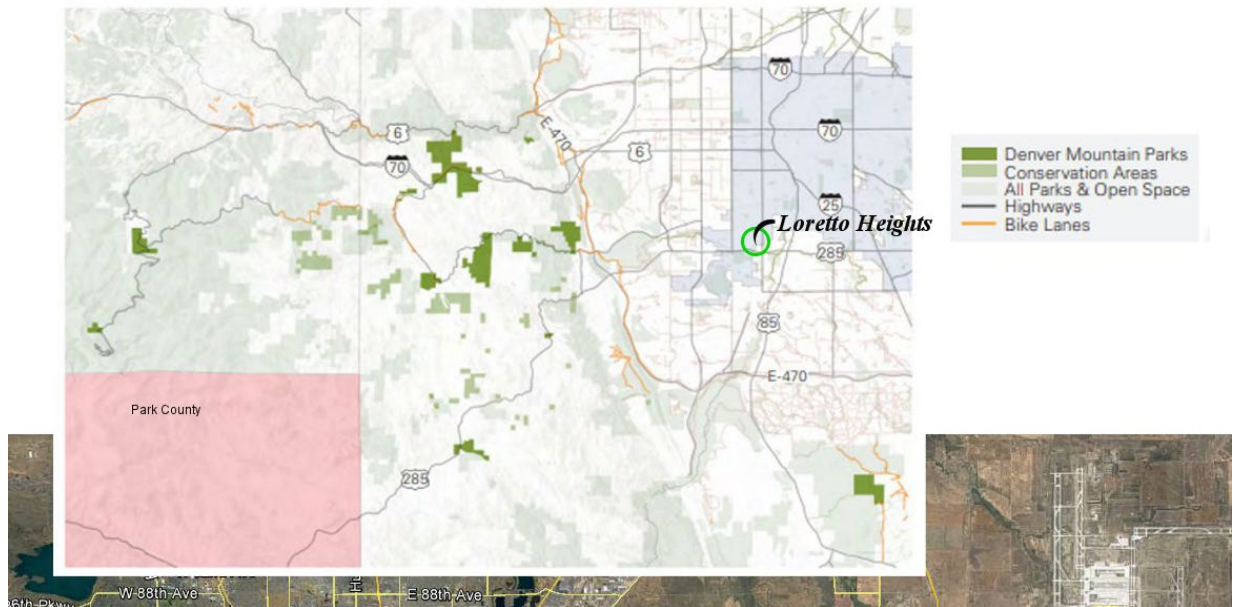 70
6
E-470
70
6
70
25
Loretto Heights
285
85
E-470
Park County
285
Denver Mountain Parks
Conservation Areas
All Parks & Open Space
Highways
Bike Lanes
W 88th Ave
E 88th Ave